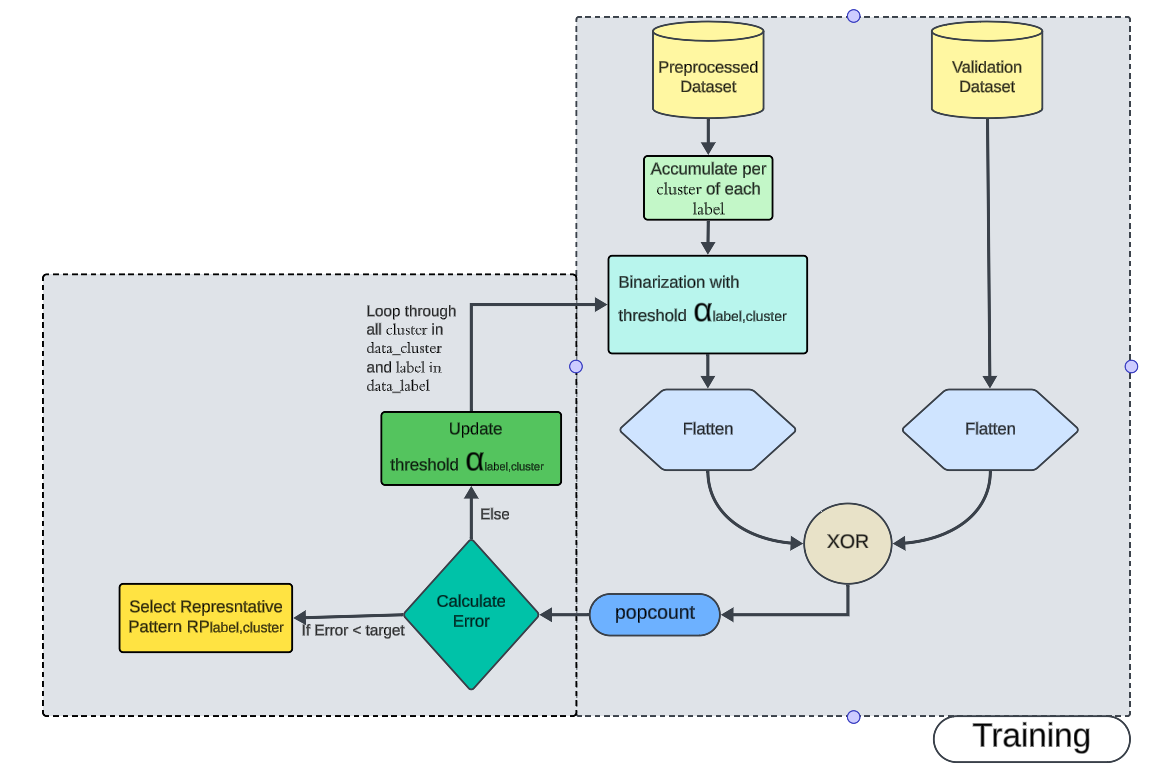 Preprocessed
Dataset
Validation
Dataset
Accumulate per
cluster of each
label
Binarization with
threshold αlabel,cluster
Loop through
all cluster in
data_cluster
and label in
data_label
Flatten
Flatten
Update
threshold αlabel,cluster
Else
XOR
Calculate
Error
popcount
Select Represntative
Pattern RPlabel,cluster
If Error < target
Training